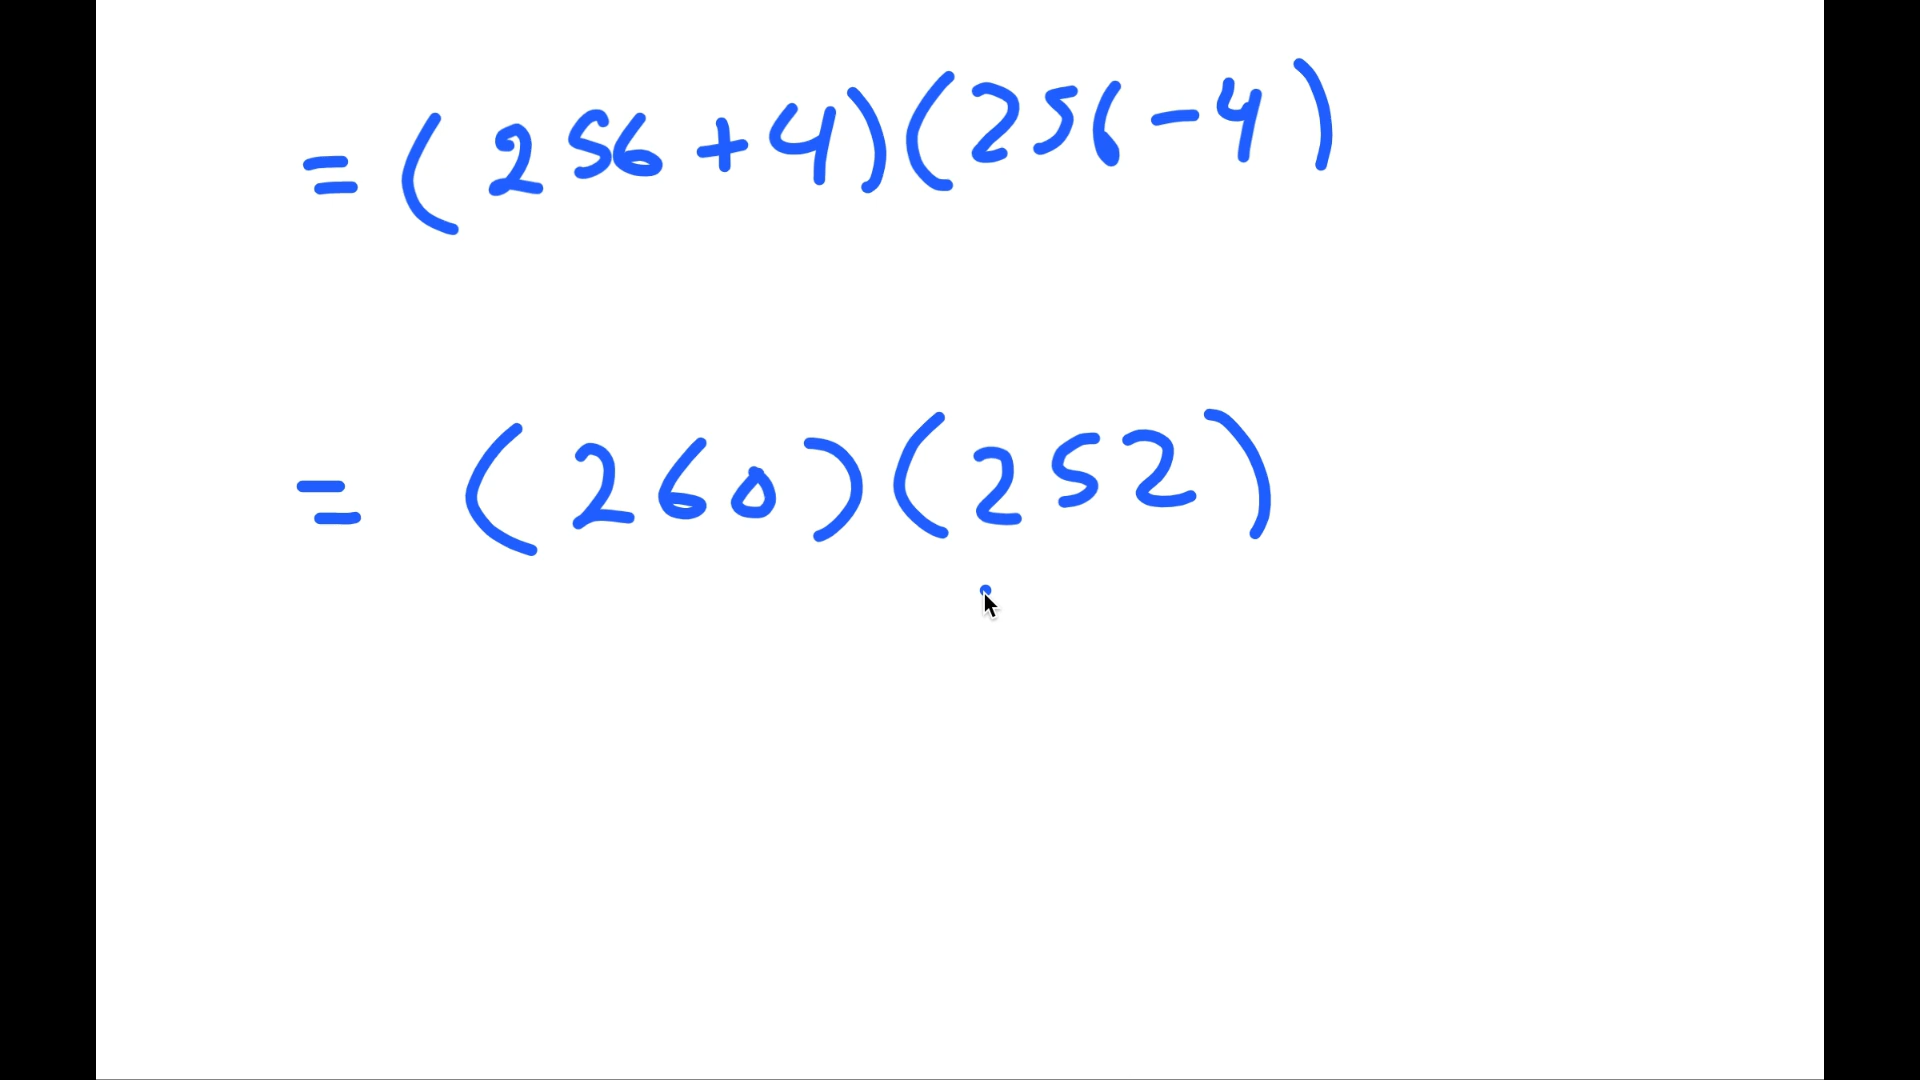 = (256 + 4)(256 - 4)
= (260)(252)